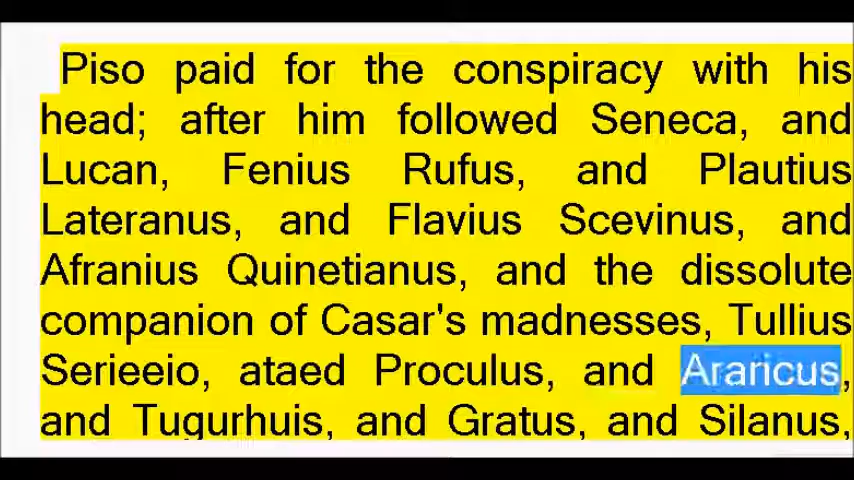 Piso paid for the conspiracy with his
head; after him followed Seneca, and
Lucan, Fenius Rufus, and Plautius
Lateranus, and Flavius Scevinus, and
Afranius Quinetianus, and the dissolute
companion of Casar's madnesses, Tullius
Serieeio, ataed Proculus, and Araricus,
and Tugurhuis, and Gratus, and Silanus,